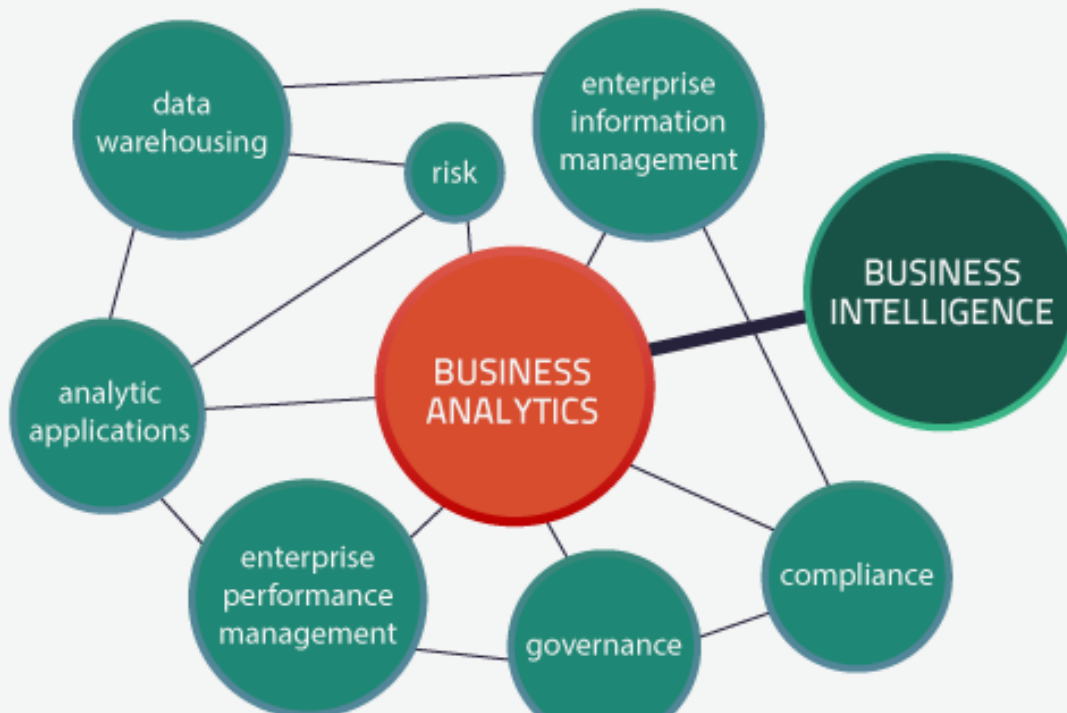 data
warehousing
enterprise
information
management
risk
BUSINESS
INTELLIGENCE
BUSINESS
ANALYTICS
analytic
applications
enterprise
performance
management
governance
compliance